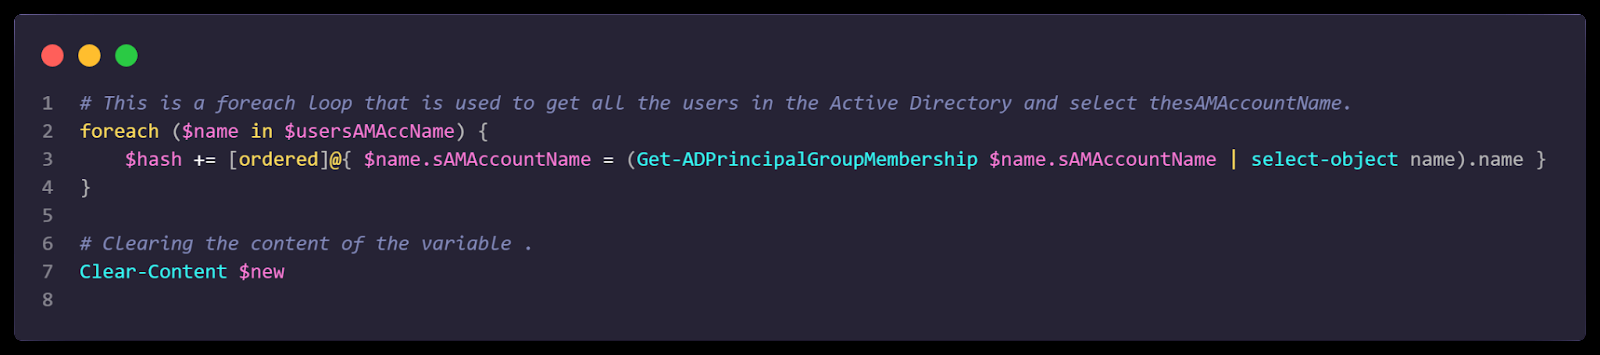 1 # This is a foreach loop that is used to get all the users in the Active Directory and select thesAMAccountName.
2 foreach ($name in $usersAMAccName) {
3     $hash += [ordered]@{ $name.sAMAccountName = (Get-ADPrincipalGroupMembership $name.sAMAccountName | select-object name).name }
4 }
5
6 # Clearing the content of the variable .
7 Clear-Content $new
8